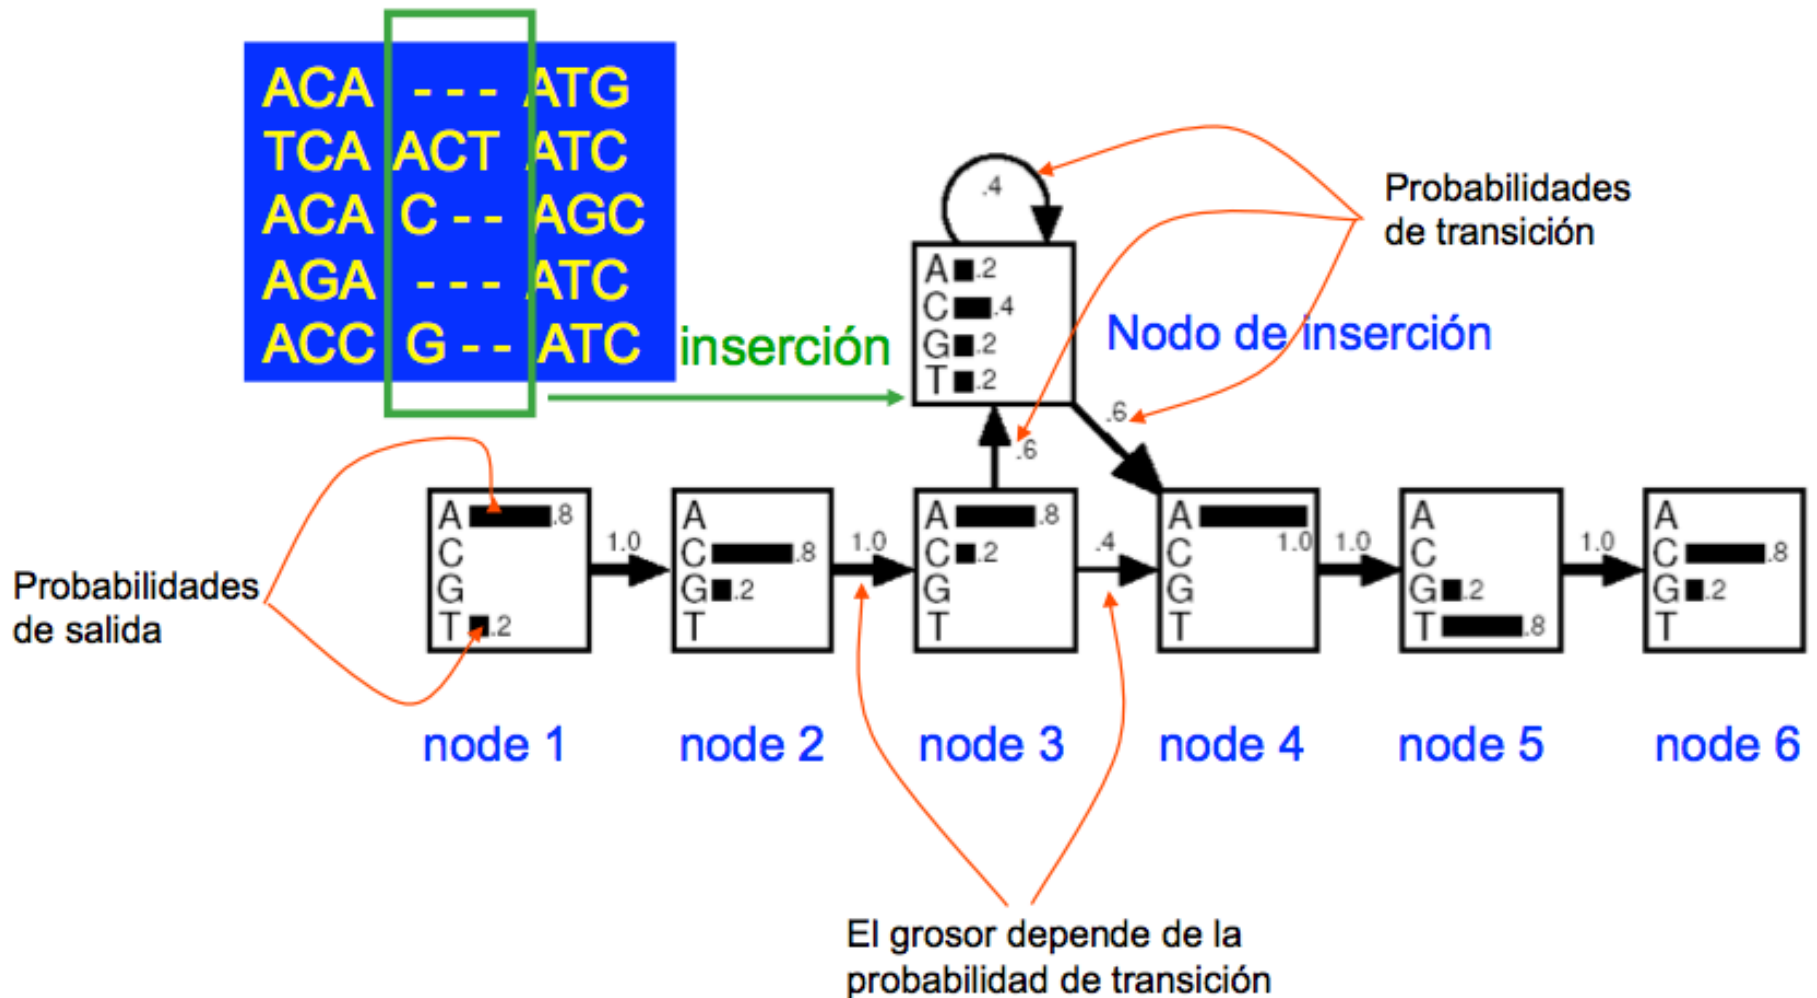 ACA --- ATG
TCA ACT ATC
ACA C-- AGC
AGA --- ATC
ACC G-- ATC
inserción
.4
A .2
C .4
G .2
T .2
Nodo de inserción
Probabilidades
de transición
.6
.6
Probabilidades
de salida
A .8
C
G
T .2
1.0
A
C .8
G .2
T
1.0
A .8
C .2
G
T
.4
A
C 1.0
G
T
1.0
A
C
G .2
T .8
1.0
A
C .8
G .2
T
node 1
node 2
node 3
node 4
node 5
node 6
El grosor depende de la
probabilidad de transición